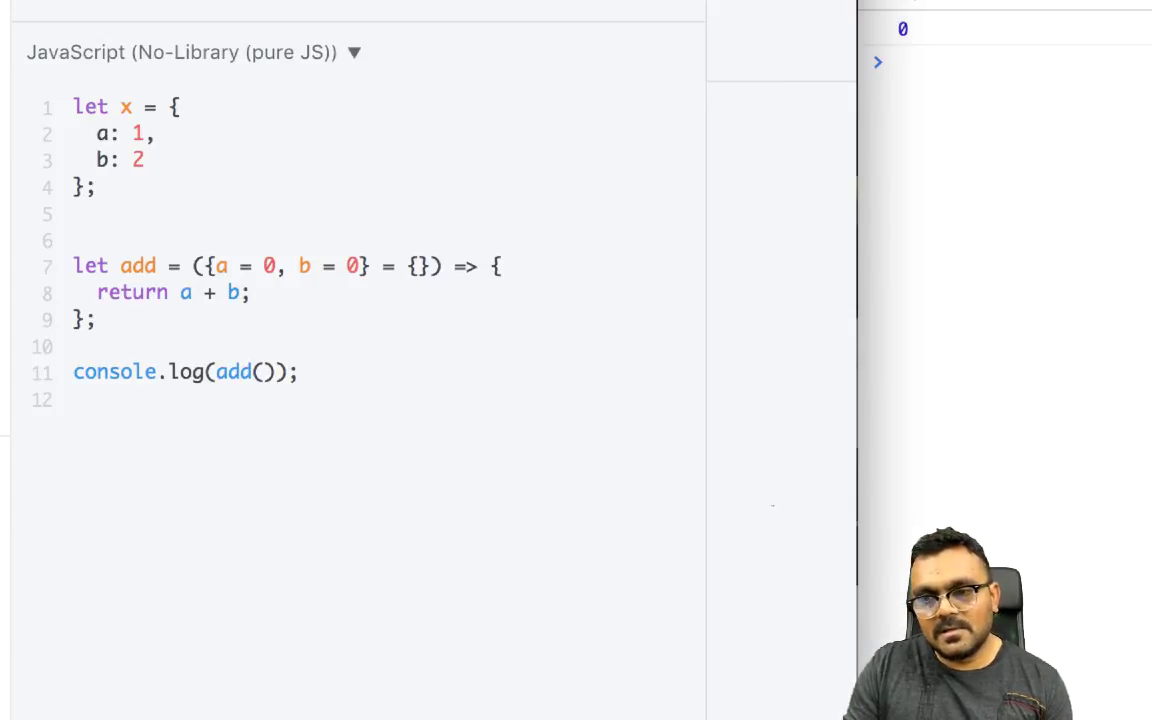 JavaScript (No-Library (pure JS)) ▼
1 let x = {
2 a: 1,
3 b: 2
4 };
5
6
7 let add = ({a = 0, b = 0} = {}) => {
8 return a + b;
9 };
10
11 console.log(add());
12
0
>